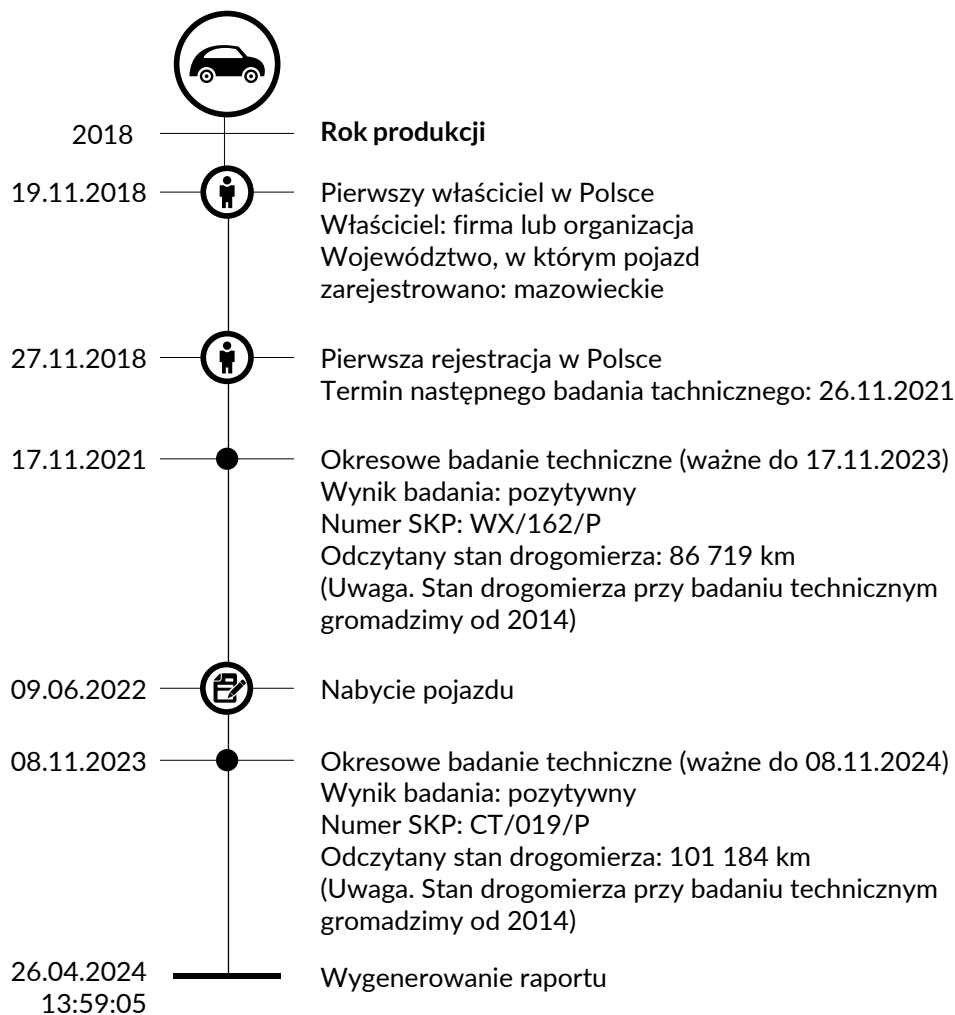 2018
Rok produkcji
19.11.2018
Pierwszy właściciel w Polsce
Właściciel: firma lub organizacja
Województwo, w którym pojazd
zarejestrowano: mazowieckie
27.11.2018
Pierwsza rejestracja w Polsce
Termin następnego badania tachnicznego: 26.11.2021
17.11.2021
Okresowe badanie techniczne (ważne do 17.11.2023)
Wynik badania: pozytywny
Numer SKP: WX/162/P
Odczytany stan drogomierza: 86 719 km
(Uwaga. Stan drogomierza przy badaniu technicznym
gromadzimy od 2014)
09.06.2022
Nabycie pojazdu
08.11.2023
Okresowe badanie techniczne (ważne do 08.11.2024)
Wynik badania: pozytywny
Numer SKP: CT/019/P
Odczytany stan drogomierza: 101 184 km
(Uwaga. Stan drogomierza przy badaniu technicznym
gromadzimy od 2014)
26.04.2024
13:59:05
Wygenerowanie raportu